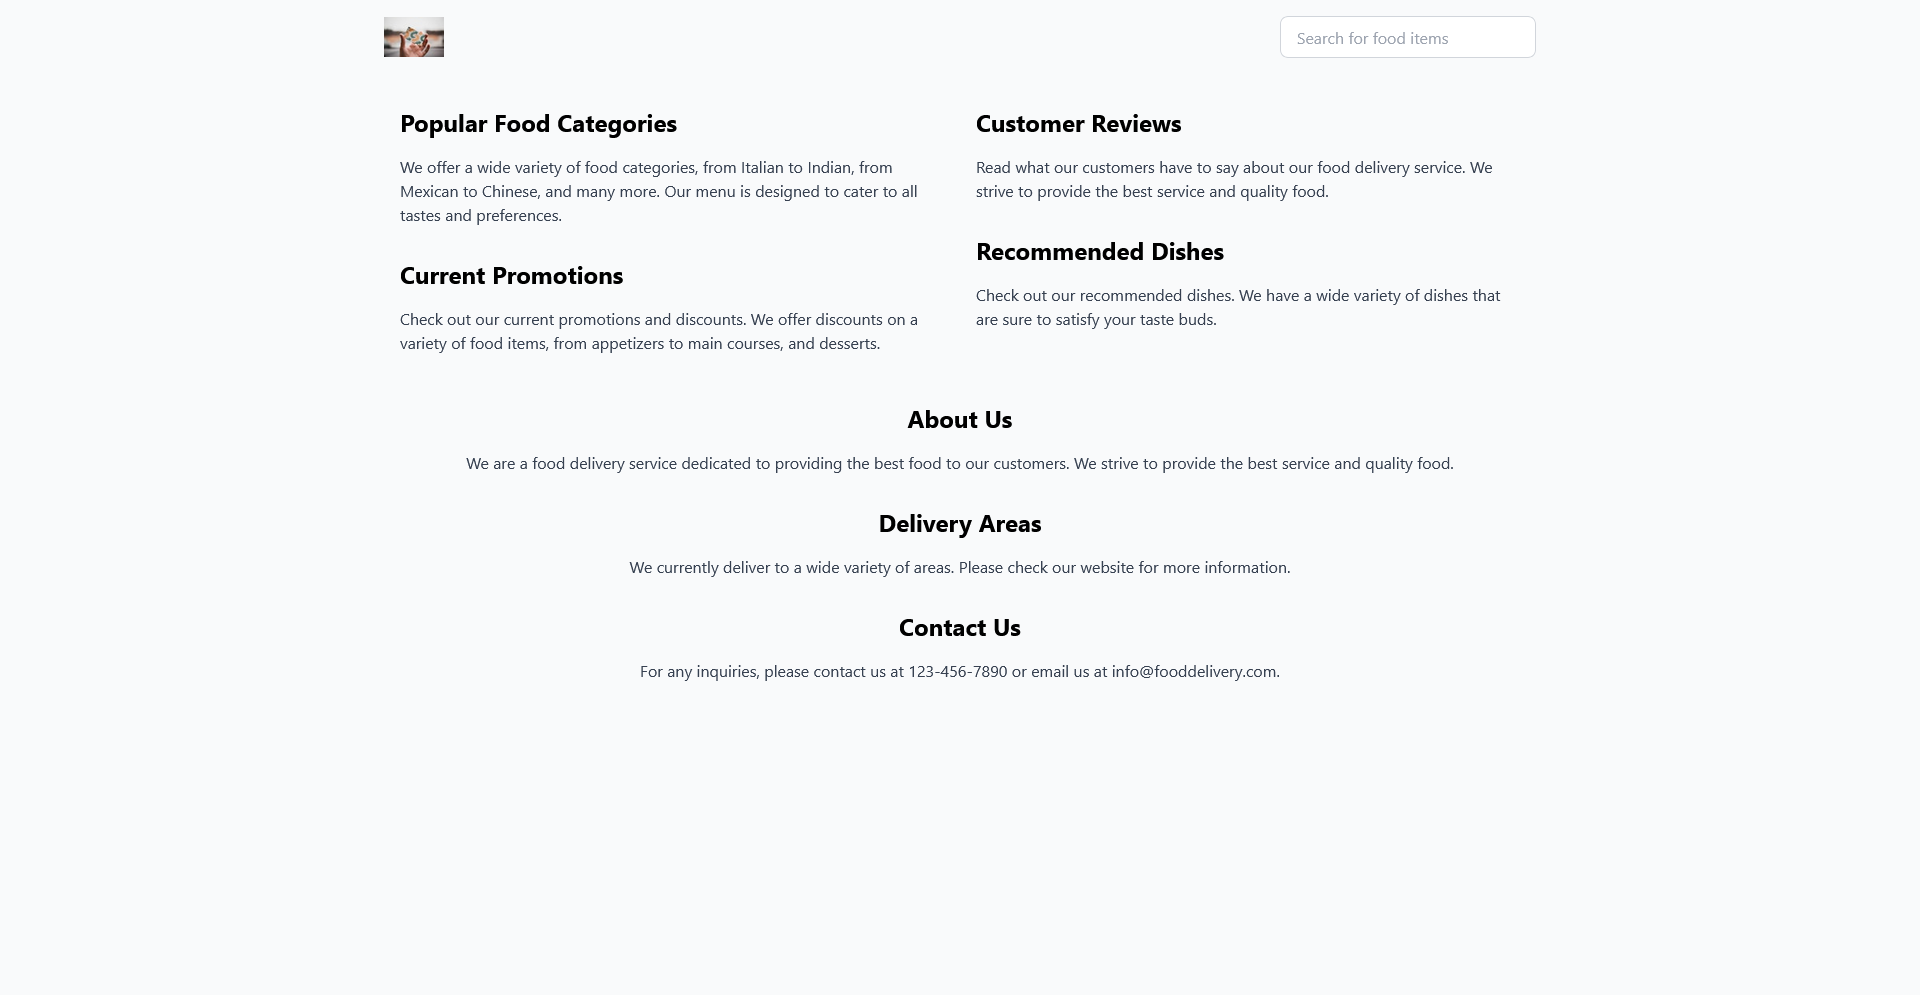 Search for food items
Popular Food Categories
We offer a wide variety of food categories, from Italian to Indian, from
Mexican to Chinese, and many more. Our menu is designed to cater to all
tastes and preferences.
Current Promotions
Check out our current promotions and discounts. We offer discounts on a
variety of food items, from appetizers to main courses, and desserts.
Customer Reviews
Read what our customers have to say about our food delivery service. We
strive to provide the best service and quality food.
Recommended Dishes
Check out our recommended dishes. We have a wide variety of dishes that
are sure to satisfy your taste buds.
About Us
We are a food delivery service dedicated to providing the best food to our customers. We strive to provide the best service and quality food.
Delivery Areas
We currently deliver to a wide variety of areas. Please check our website for more information.
Contact Us
For any inquiries, please contact us at 123-456-7890 or email us at info@fooddelivery.com.